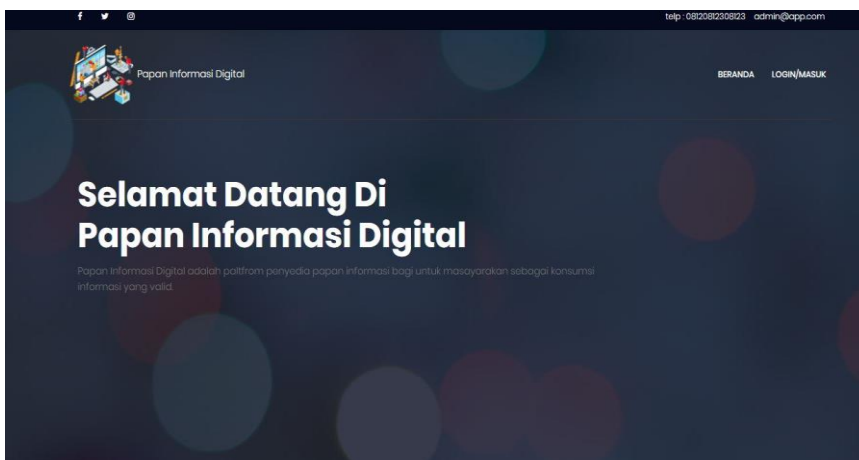 telp : 08120812308123 admin@app.com
Papan Informasi Digital
BERANDA LOGIN/MASUK
Selamat Datang Di
Papan Informasi Digital
Papan Informasi Digital adalah paltfrom penyedia papan informasi bagi untuk masayarakan sebagai konsumsi
informasi yang valid.